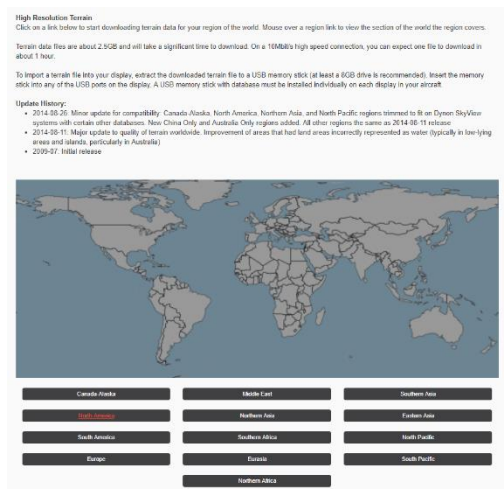 High Resolution Terrain
Click on a link below to start downloading terrain data for your region of the world. Mouse over a region link to view the section of the world the region covers.
Terrain data files are about 2.5GB and will take a significant time to download. On a 16Mbit/s high speed connection, you can expect one file to download in
about 1 hour.
To import a terrain file into your display, extract the downloaded terrain file to a USB memory stick (at least a 8GB drive is recommended). Insert the memory
stick into any of the USB ports on the display. A USB memory stick with database must be installed individually on each display in your aircraft.
Update History:
• 2014-08-26: Minor update for compatibility: Canada-Alaska, North America, Northern Asia, and North Pacific regions trimmed to fit on Dynon SkyView
systems with certain other databases. New China Only and Australia Only regions added. All other regions the same as 2014-08-11 release
• 2014-08-11: Major update to quality of terrain worldwide. Improvement of areas that had land areas incorrectly represented as water (typically in low-lying
areas and islands, particularly in Australia)
• 2009-07: Initial release
Canada Alaska
Middle East
Southern Asia
North America
Northern Asia
Eastern Asia
South America
Southern Africa
North Pacific
Europe
Eurasia
South Pacific
Northern Africa